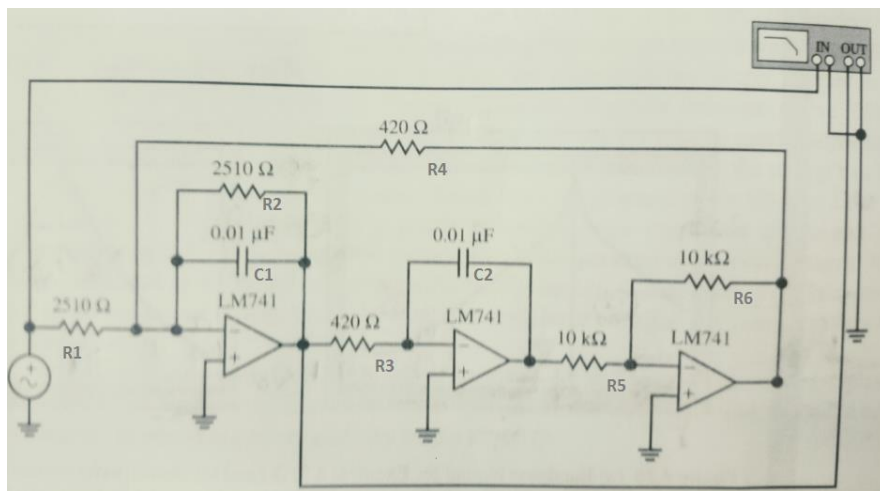 IN OUT
420 Ω
R4
2510 Ω
R2
0.01 μF
C1
0.01 μF
C2
10 kΩ
R6
2510 Ω
R1
LM741
−
+
420 Ω
R3
LM741
−
+
10 kΩ
R5
LM741
−
+
+
~